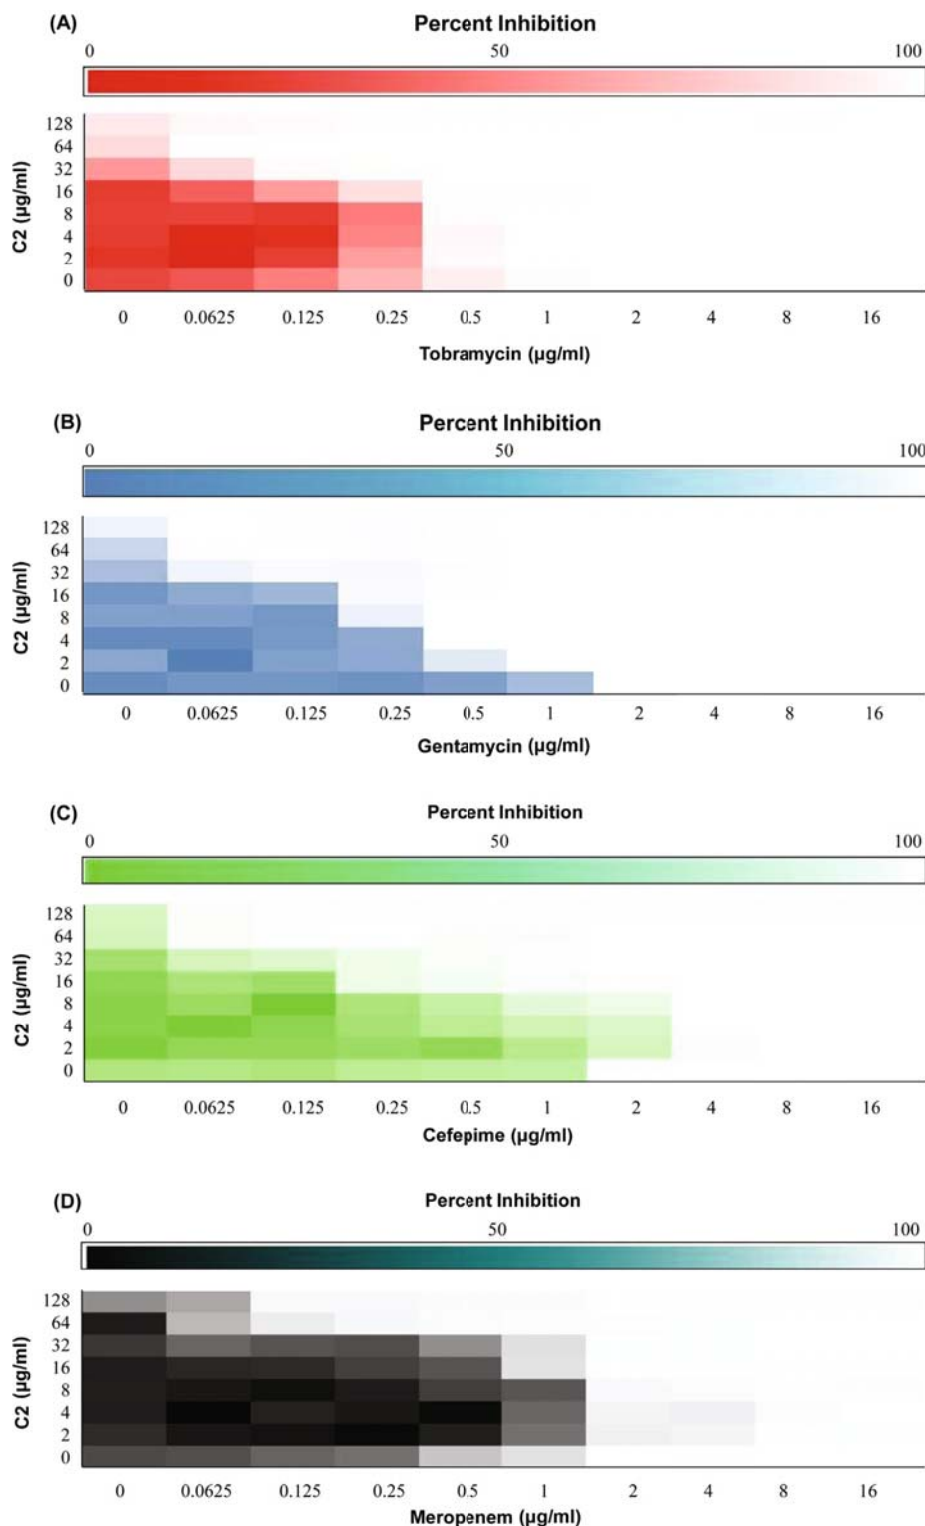 (A)
Percent Inhibition
0 50 100
128
64
32
16
8
4
2
0
C2 (µg/ml)
0 0.0625 0.125 0.25 0.5 1 2 4 8 16
Tobramycin (µg/ml)
(B)
Percent Inhibition
0 50 100
128
64
32
16
8
4
2
0
C2 (µg/ml)
0 0.0625 0.125 0.25 0.5 1 2 4 8 16
Gentamycin (µg/ml)
(C)
Percent Inhibition
0 50 100
128
64
32
16
8
4
2
0
C2 (µg/ml)
0 0.0625 0.125 0.25 0.5 1 2 4 8 16
Cefepime (µg/ml)
(D)
Percent Inhibition
0 50 100
128
64
32
16
8
4
2
0
C2 (µg/ml)
0 0.0625 0.125 0.25 0.5 1 2 4 8 16
Meropenem (µg/ml)